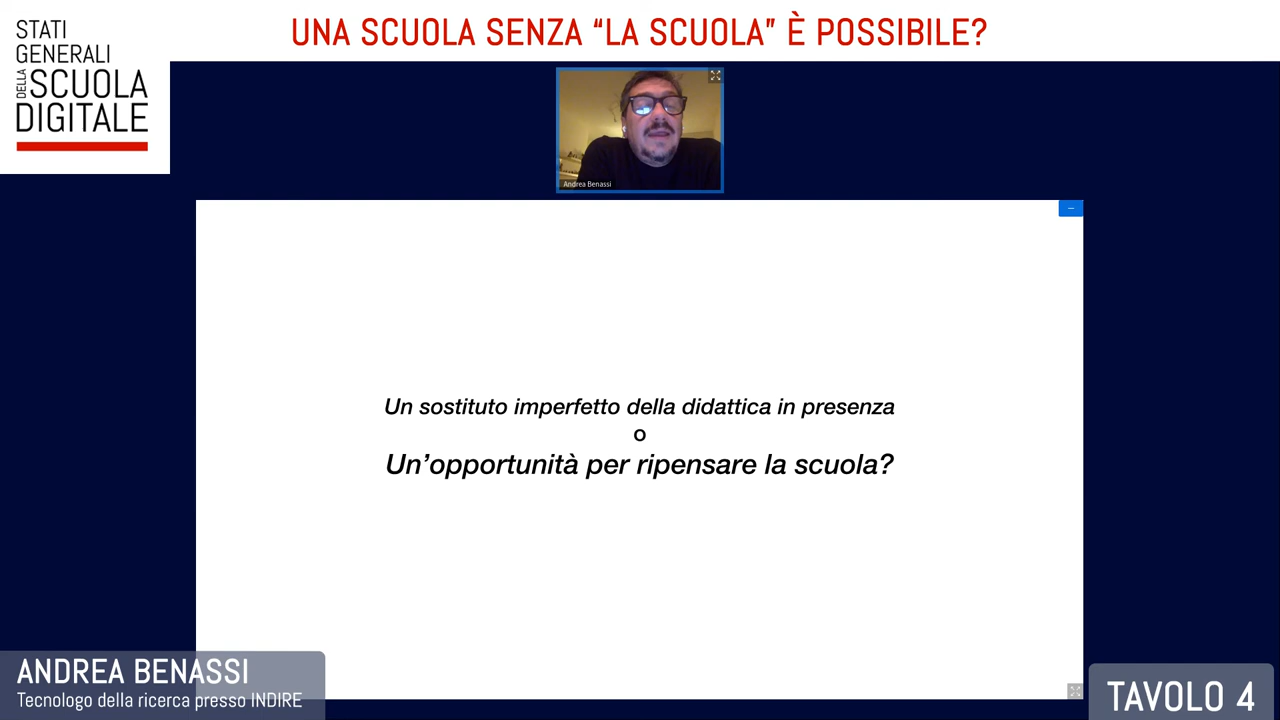 STATI
GENERALI
DELLA SCUOLA
DIGITALE
UNA SCUOLA SENZA “LA SCUOLA” È POSSIBILE?
Andrea Benassi
Un sostituto imperfetto della didattica in presenza
o
Un’opportunità per ripensare la scuola?
ANDREA BENASSI
Tecnologo della ricerca presso INDIRE
TAVOLO 4